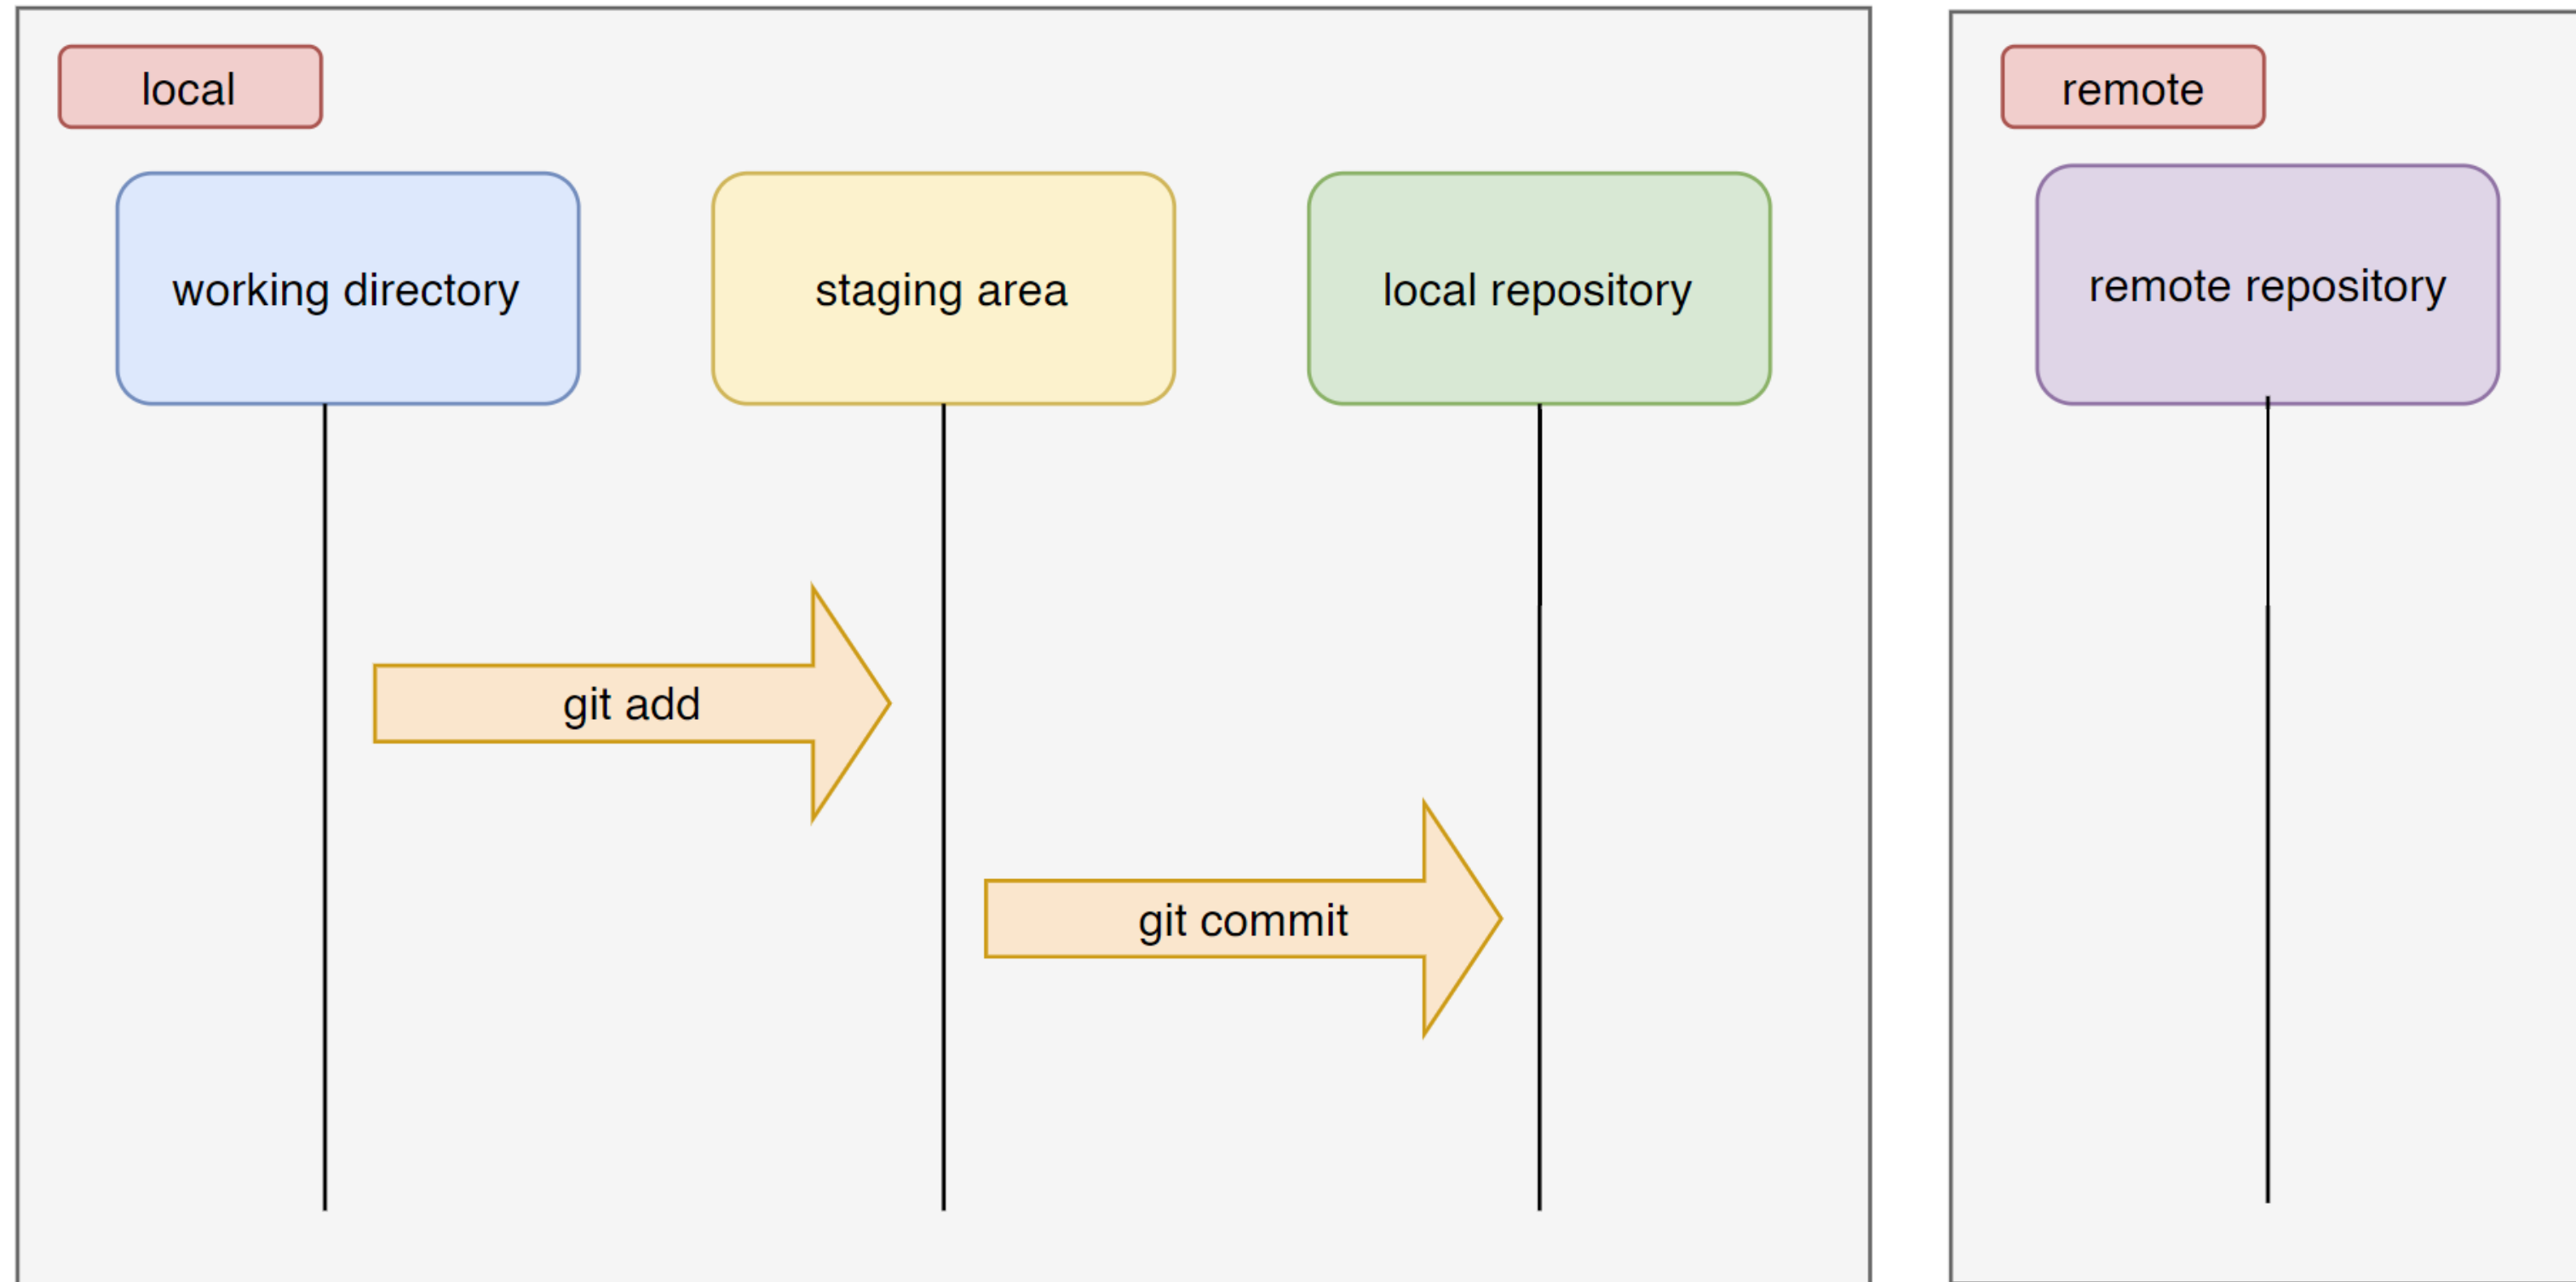 local
remote
working directory
staging area
local repository
remote repository
git add
git commit